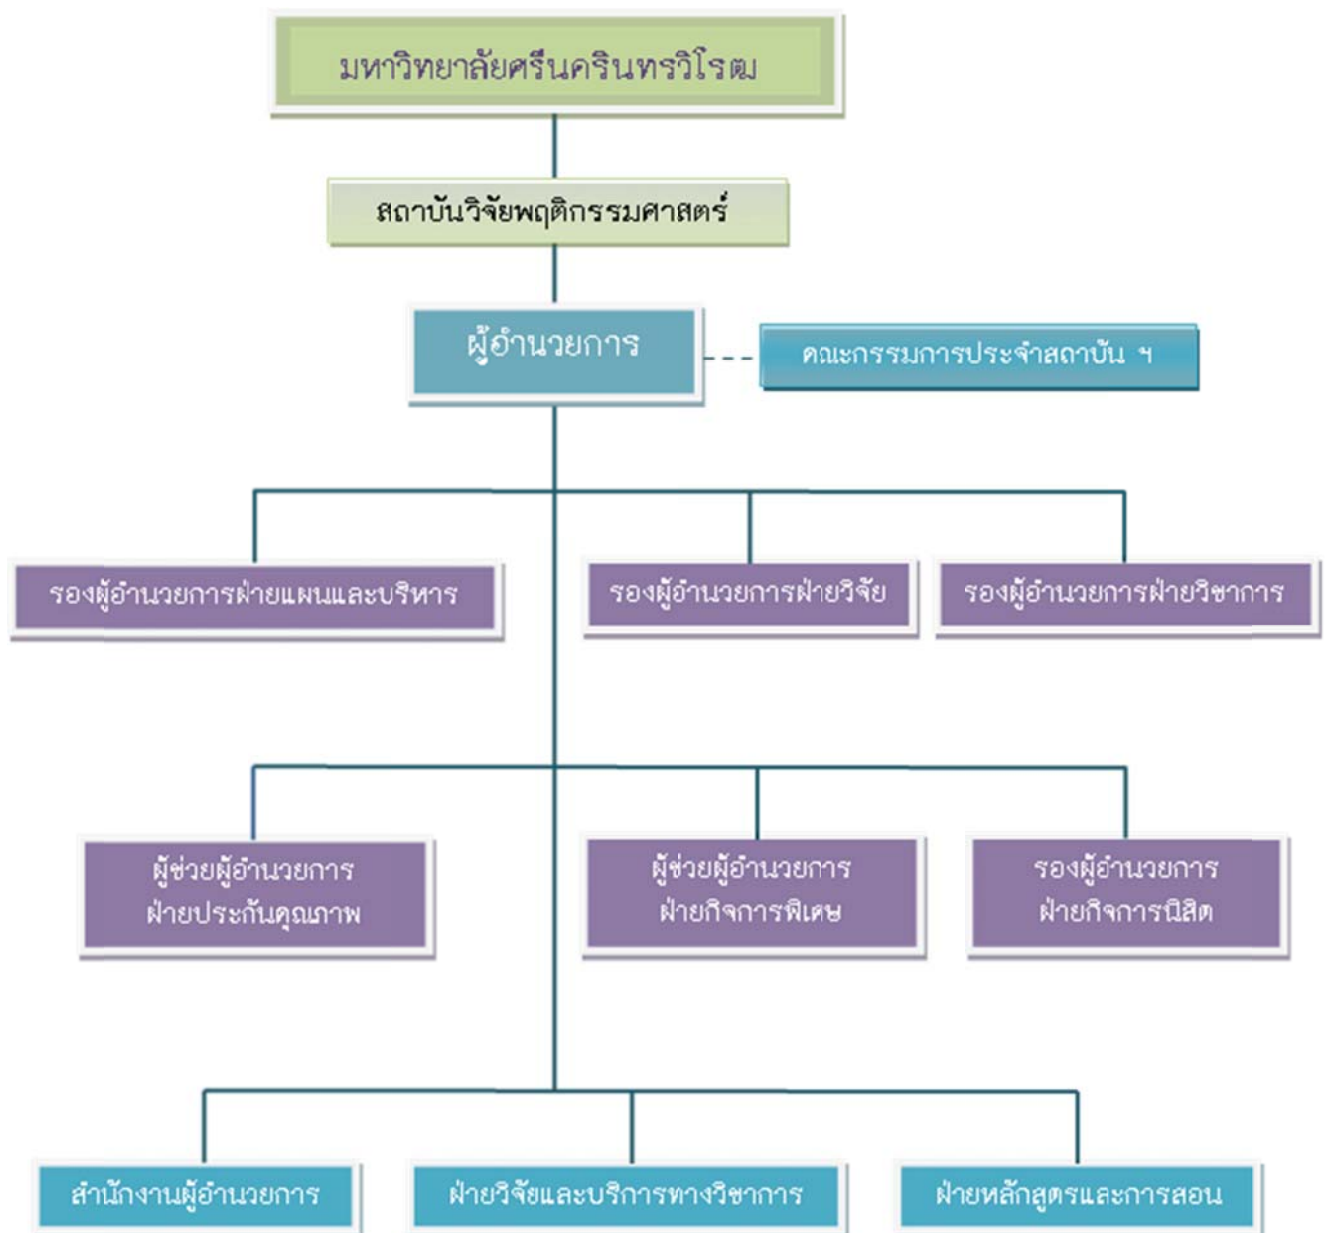 มหาวิทยาลัยศรีนครินทรวิโรฒ
สถาบันวิจัยพฤติกรรมศาสตร์
ผู้อำนวยการ
คณะกรรมการประจำสถาบัน ฯ
รองผู้อำนวยการฝ่ายแผนและบริหาร
รองผู้อำนวยการฝ่ายวิจัย
รองผู้อำนวยการฝ่ายวิชาการ
ผู้ช่วยผู้อำนวยการ
ฝ่ายประกันคุณภาพ
ผู้ช่วยผู้อำนวยการ
ฝ่ายกิจการพิเศษ
รองผู้อำนวยการ
ฝ่ายกิจการนิสิต
สำนักงานผู้อำนวยการ
ฝ่ายวิจัยและบริการทางวิชาการ
ฝ่ายหลักสูตรและการสอน